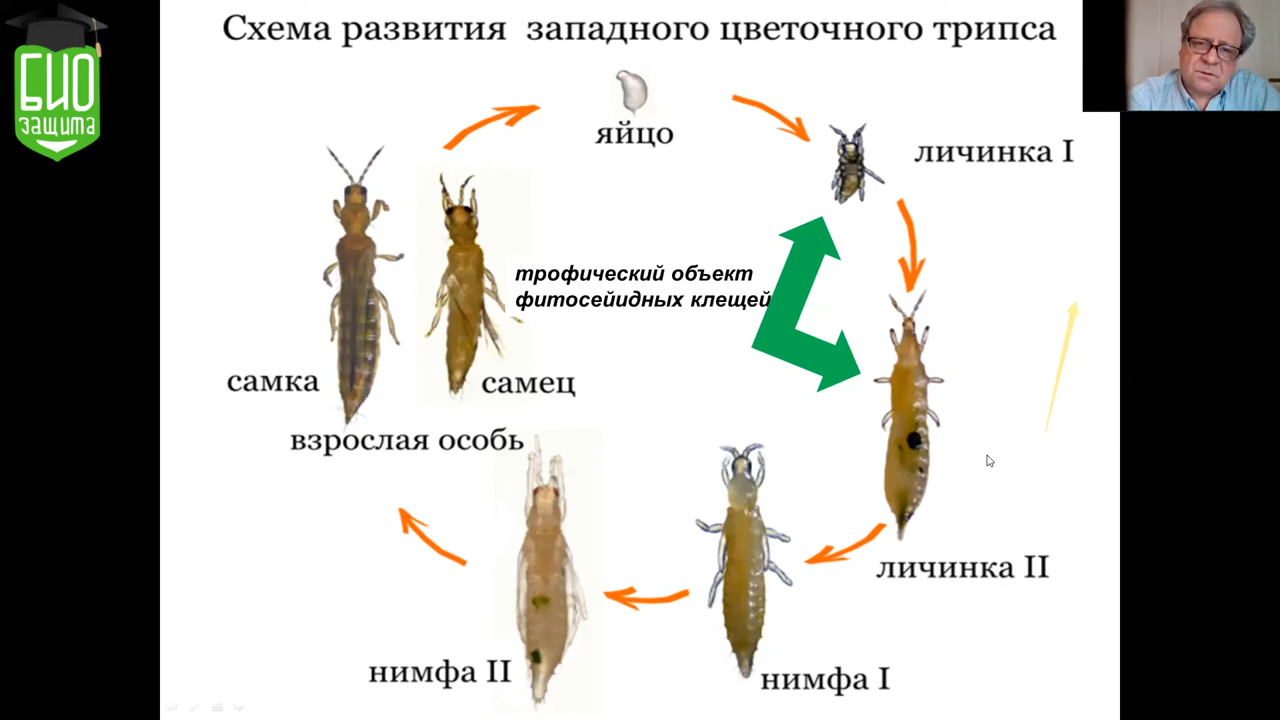 Схема развития западного цветочного трипса
БИО
защита
яйцо
личинка I
трофический объект
фитосейидных клещей
самка
самец
взрослая особь
личинка II
нимфа II
нимфа I